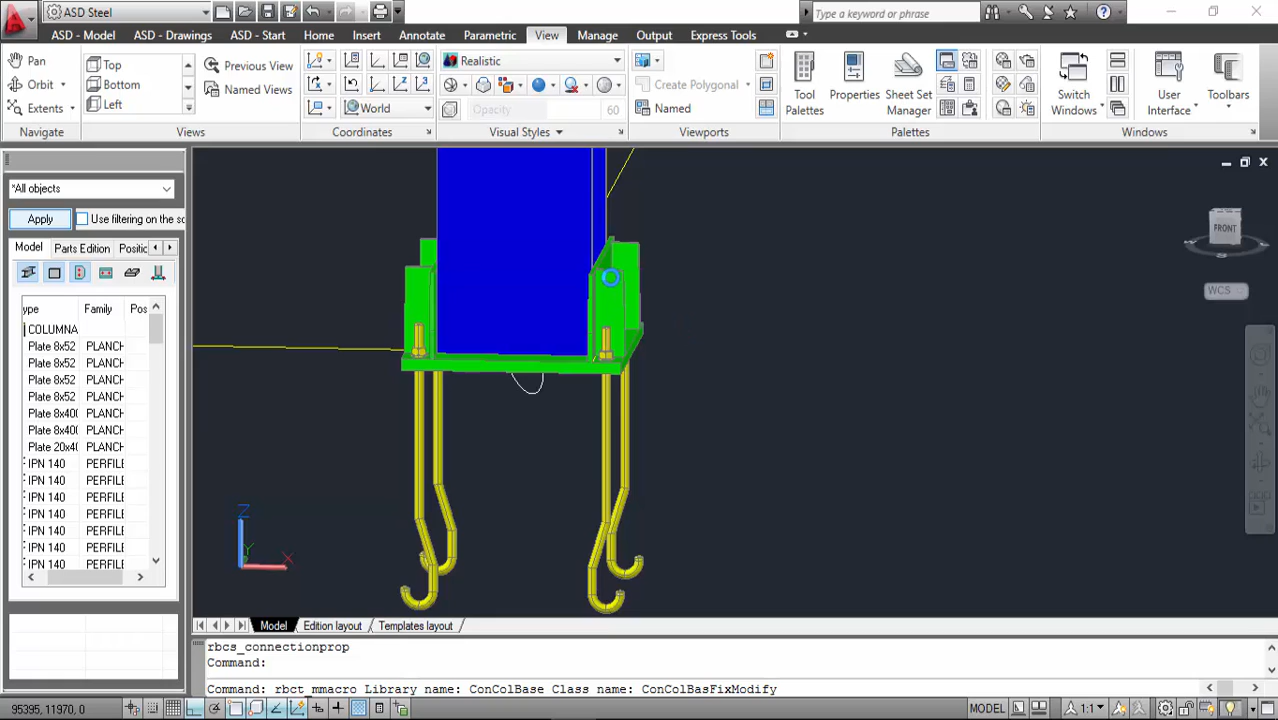 ASD Steel
Type a keyword or phrase
ASD - Model ASD - Drawings ASD - Start Home Insert Annotate Parametric View Manage Output Express Tools
Pan
Orbit
Extents
Navigate
Top
Bottom
Left
Views
Previous View
Named Views
World
Coordinates
Realistic
Opacity 60
Visual Styles
Create Polygonal
Named
Viewports
Tool Palettes
Properties
Sheet Set Manager
Palettes
Switch Windows
User Interface
Toolbars
Windows
*All objects
Apply Use filtering on the sc
Model Parts Edition Positic
ype Family Pos
COLUMNA
Plate 8x52 PLANCH
Plate 8x52 PLANCH
Plate 8x52 PLANCH
Plate 8x52 PLANCH
Plate 8x400 PLANCH
Plate 8x400 PLANCH
Plate 20x40 PLANCH
IPN 140 PERFILE
IPN 140 PERFILE
IPN 140 PERFILE
IPN 140 PERFILE
IPN 140 PERFILE
IPN 140 PERFILE
IPN 140 PERFILE
FRONT
WCS
Z
Y
X
Model Edition layout Templates layout
rbcs_connectionprop
Command:
Command: rbct_mmacro Library name: ConColBase Class name: ConColBasFixModify
95395, 11970, 0
MODEL
1:1